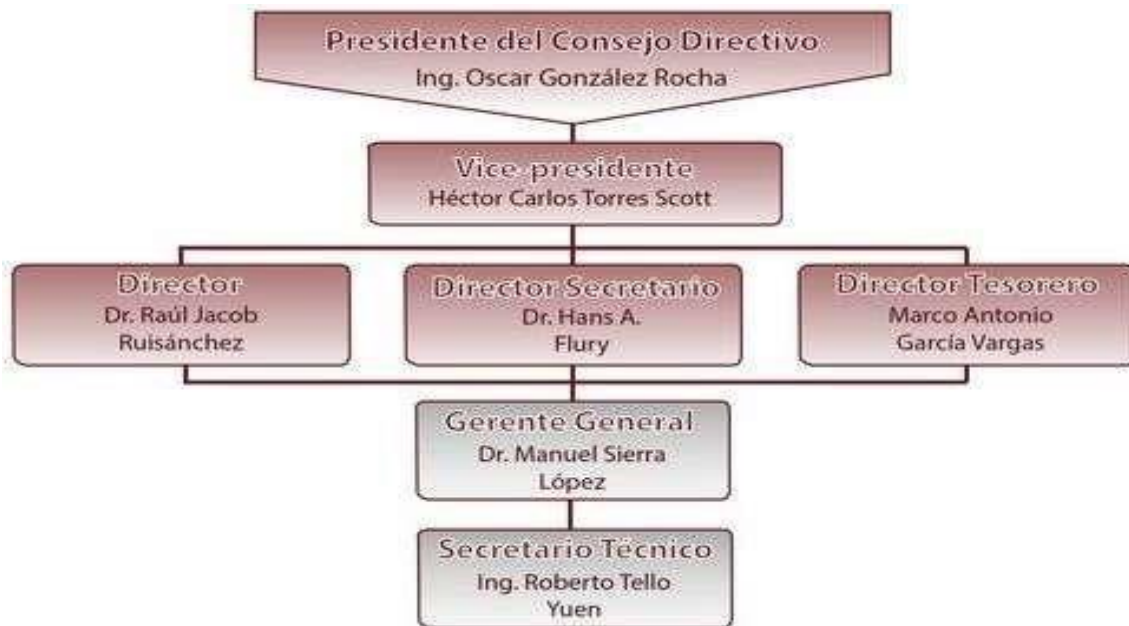 Presidente del Consejo Directivo
Ing. Oscar González Rocha
Vice-presidente
Héctor Carlos Torres Scott
Director
Dr. Raúl Jacob
Ruisánchez
Director Secretario
Dr. Hans A.
Flury
Director Tesorero
Marco Antonio
García Vargas
Gerente General
Dr. Manuel Sierra
López
Secretario Técnico
Ing. Roberto Tello
Yuen